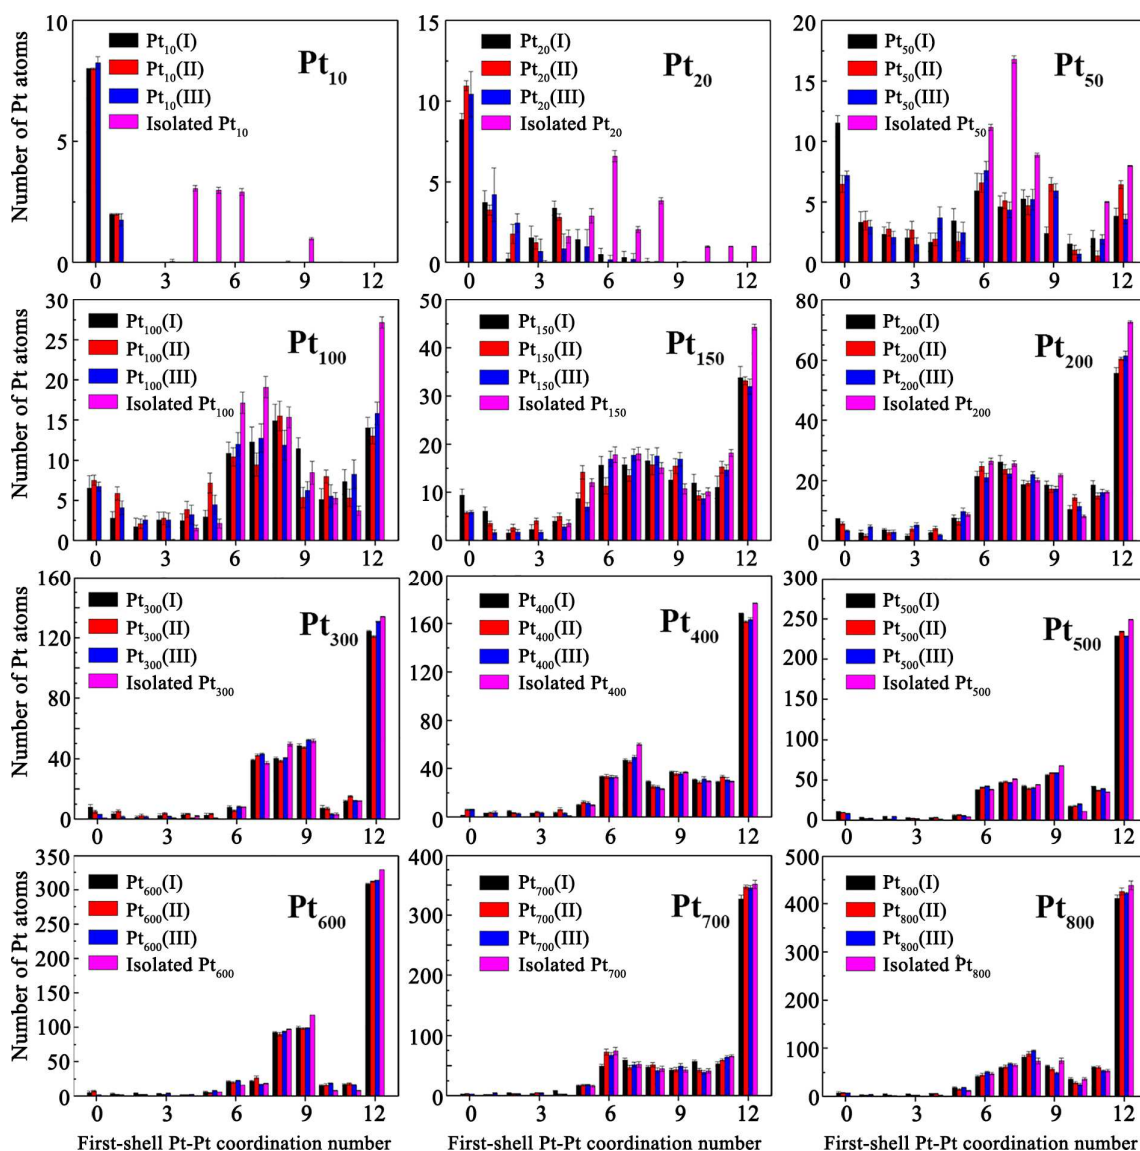 Number of Pt atoms
10
5
0
Pt10(I)
Pt10(II)
Pt10(III)
Isolated Pt10
Pt10
0 3 6 9 12
15
10
5
0
Pt20(I)
Pt20(II)
Pt20(III)
Isolated Pt20
Pt20
0 3 6 9 12
20
15
10
5
0
Pt50(I)
Pt50(II)
Pt50(III)
Isolated Pt50
Pt50
0 3 6 9 12
Number of Pt atoms
30
25
20
15
10
5
0
Pt100(I)
Pt100(II)
Pt100(III)
Isolated Pt100
Pt100
0 3 6 9 12
50
40
30
20
10
0
Pt150(I)
Pt150(II)
Pt150(III)
Isolated Pt150
Pt150
0 3 6 9 12
80
60
40
20
0
Pt200(I)
Pt200(II)
Pt200(III)
Isolated Pt200
Pt200
0 3 6 9 12
Number of Pt atoms
160
120
80
40
0
Pt300(I)
Pt300(II)
Pt300(III)
Isolated Pt300
Pt300
0 3 6 9 12
200
160
120
80
40
0
Pt400(I)
Pt400(II)
Pt400(III)
Isolated Pt400
Pt400
0 3 6 9 12
300
250
200
150
100
50
0
Pt500(I)
Pt500(II)
Pt500(III)
Isolated Pt500
Pt500
0 3 6 9 12
Number of Pt atoms
350
300
250
200
150
100
50
0
Pt600(I)
Pt600(II)
Pt600(III)
Isolated Pt600
Pt600
0 3 6 9 12
First-shell Pt-Pt coordination number
400
300
200
100
0
Pt700(I)
Pt700(II)
Pt700(III)
Isolated Pt700
Pt700
0 3 6 9 12
First-shell Pt-Pt coordination number
500
400
300
200
100
0
Pt800(I)
Pt800(II)
Pt800(III)
Isolated Pt800
Pt800
0 3 6 9 12
First-shell Pt-Pt coordination number